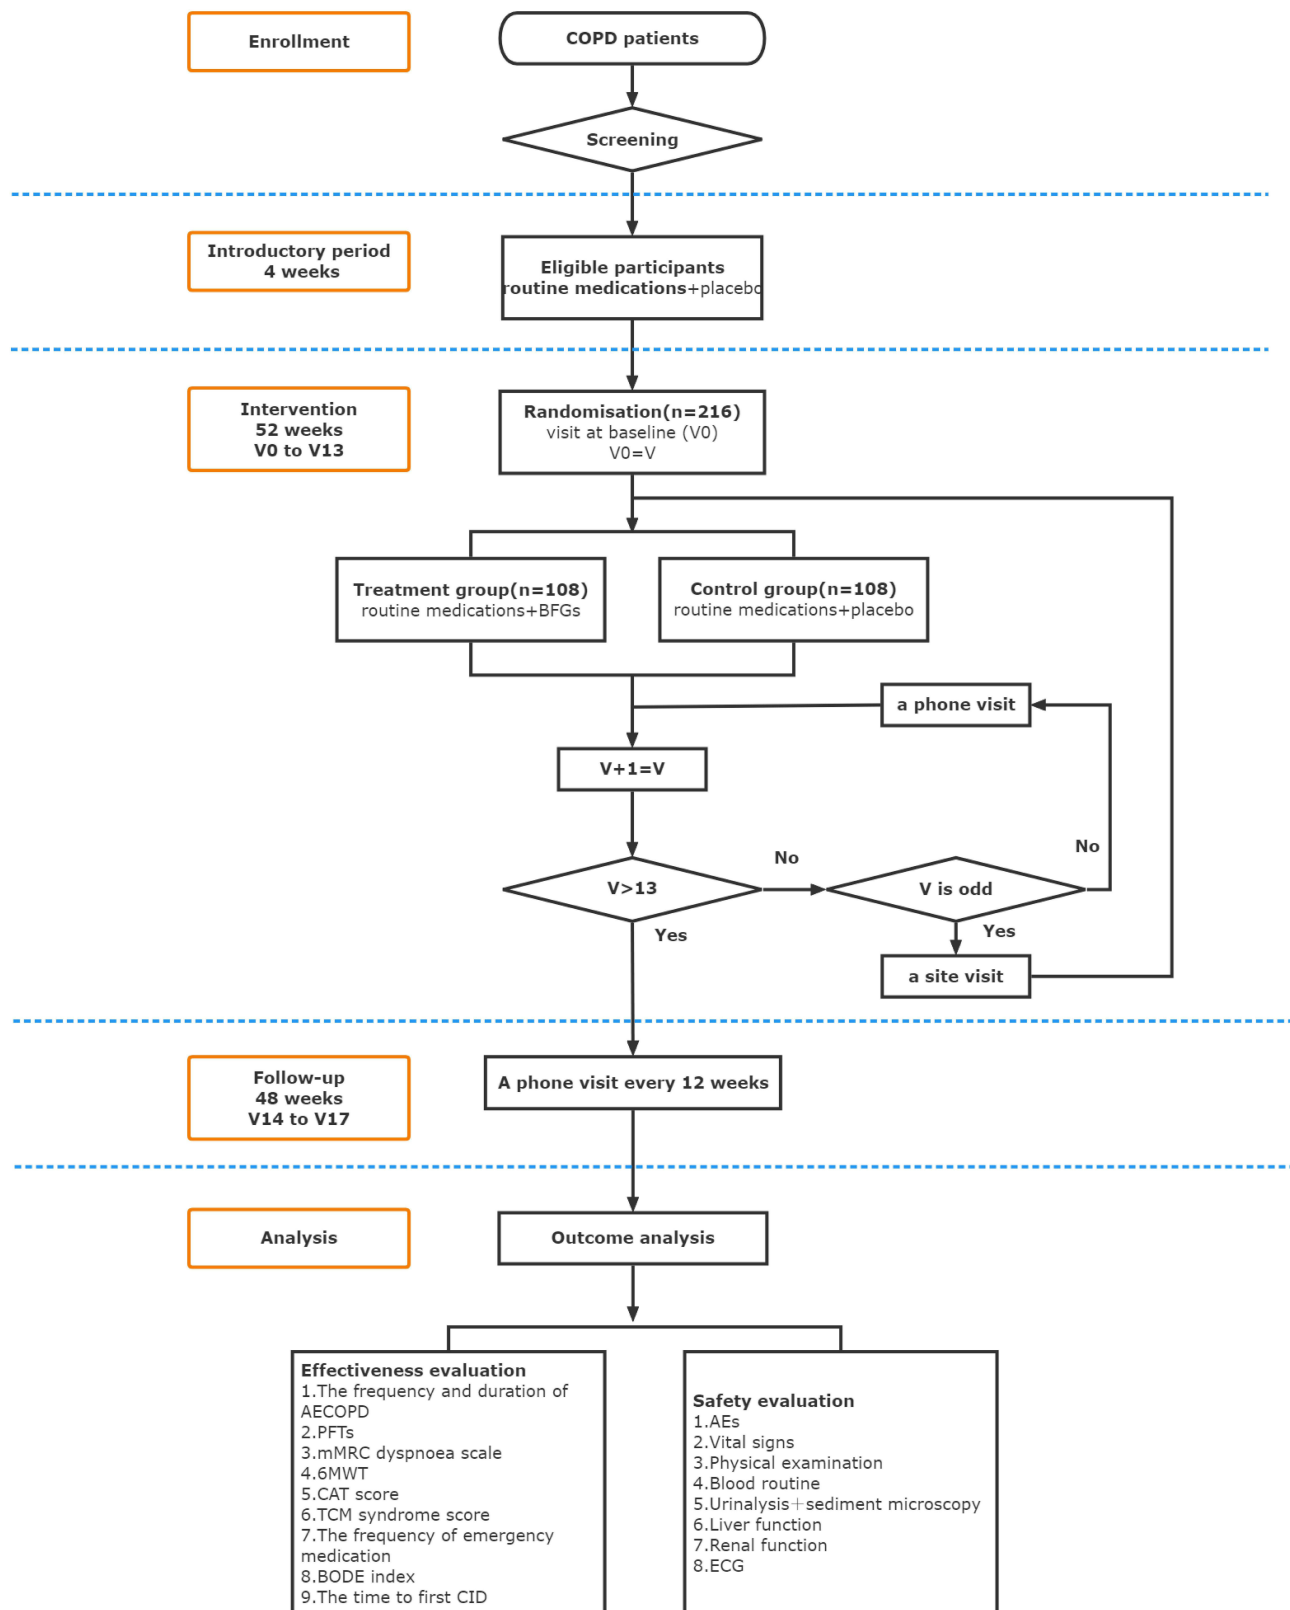 Enrollment
COPD patients
Screening
Introductory period
4 weeks
Eligible participants
routine medications+placebo
Intervention
52 weeks
V0 to V13
Randomisation(n=216)
visit at baseline (V0)
V0=V
Treatment group(n=108)
routine medications+BFGs
Control group(n=108)
routine medications+placebo
a phone visit
V+1=V
No
No
V>13
V is odd
Yes
Yes
a site visit
Follow-up
48 weeks
V14 to V17
A phone visit every 12 weeks
Analysis
Outcome analysis
Effectiveness evaluation
1.The frequency and duration of
AECOPD
2.PFTs
3.mMRC dyspnoea scale
4.6MWT
5.CAT score
6.TCM syndrome score
7.The frequency of emergency
medication
8.BODE index
9.The time to first CID
Safety evaluation
1.AEs
2.Vital signs
3.Physical examination
4.Blood routine
5.Urinalysis+sediment microscopy
6.Liver function
7.Renal function
8.ECG